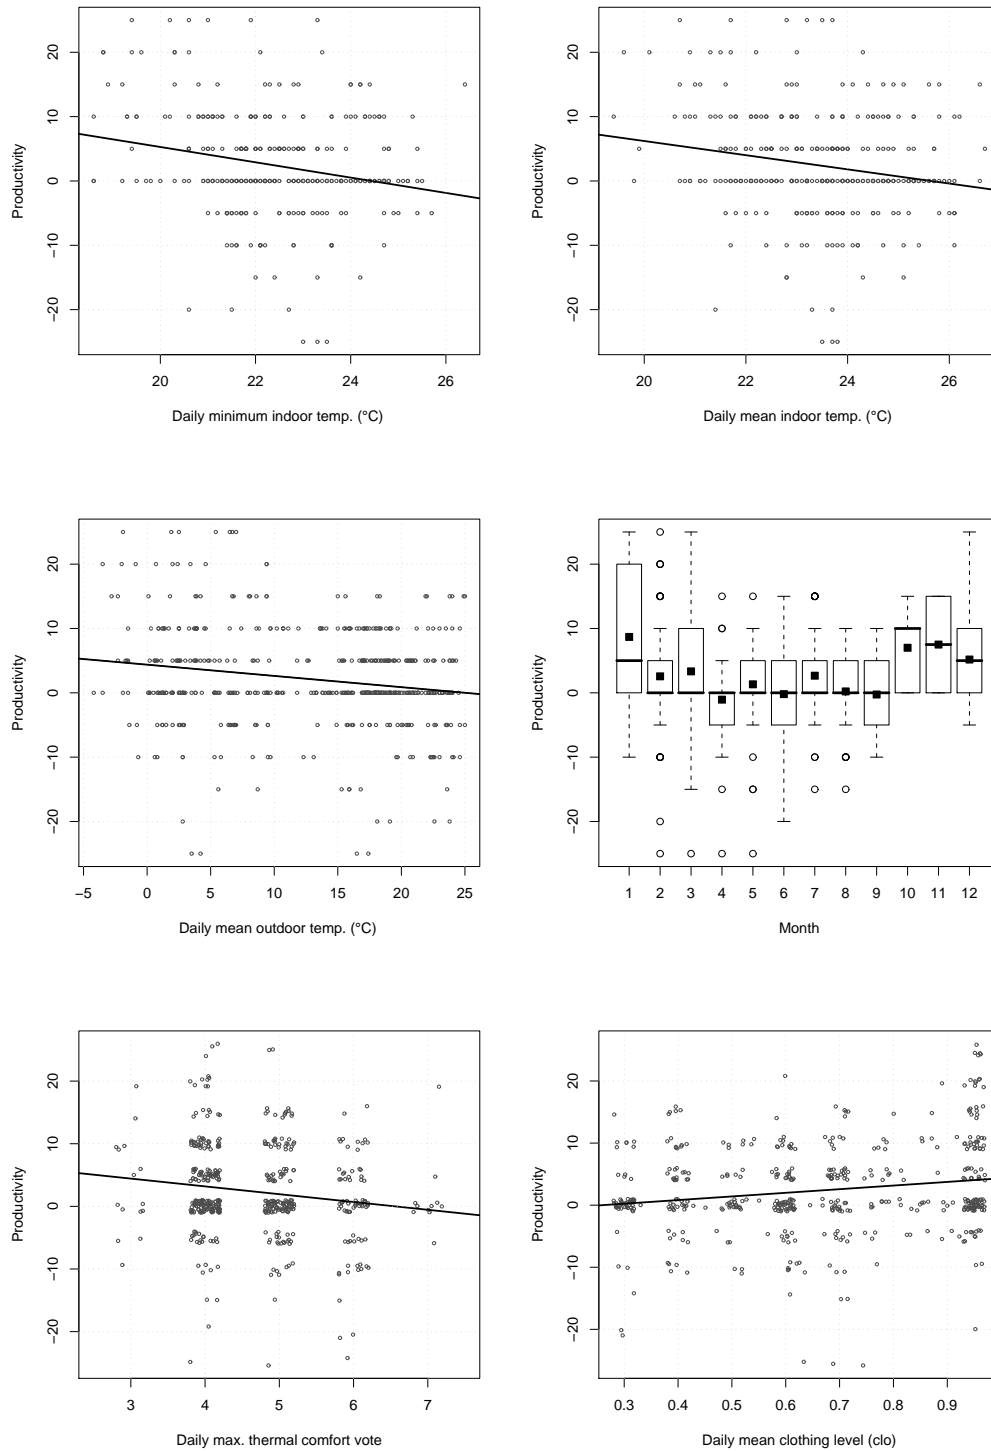 Productivity
20
10
0
−10
−20
20 22 24 26
Daily minimum indoor temp. (°C)
Productivity
20
10
0
−10
−20
20 22 24 26
Daily mean indoor temp. (°C)
Productivity
20
10
0
−10
−20
−5 0 5 10 15 20 25
Daily mean outdoor temp. (°C)
Productivity
20
10
0
−10
−20
1 2 3 4 5 6 7 8 9 10 11 12
Month
Productivity
20
10
0
−10
−20
3 4 5 6 7
Daily max. thermal comfort vote
Productivity
20
10
0
−10
−20
0.3 0.4 0.5 0.6 0.7 0.8 0.9
Daily mean clothing level (clo)